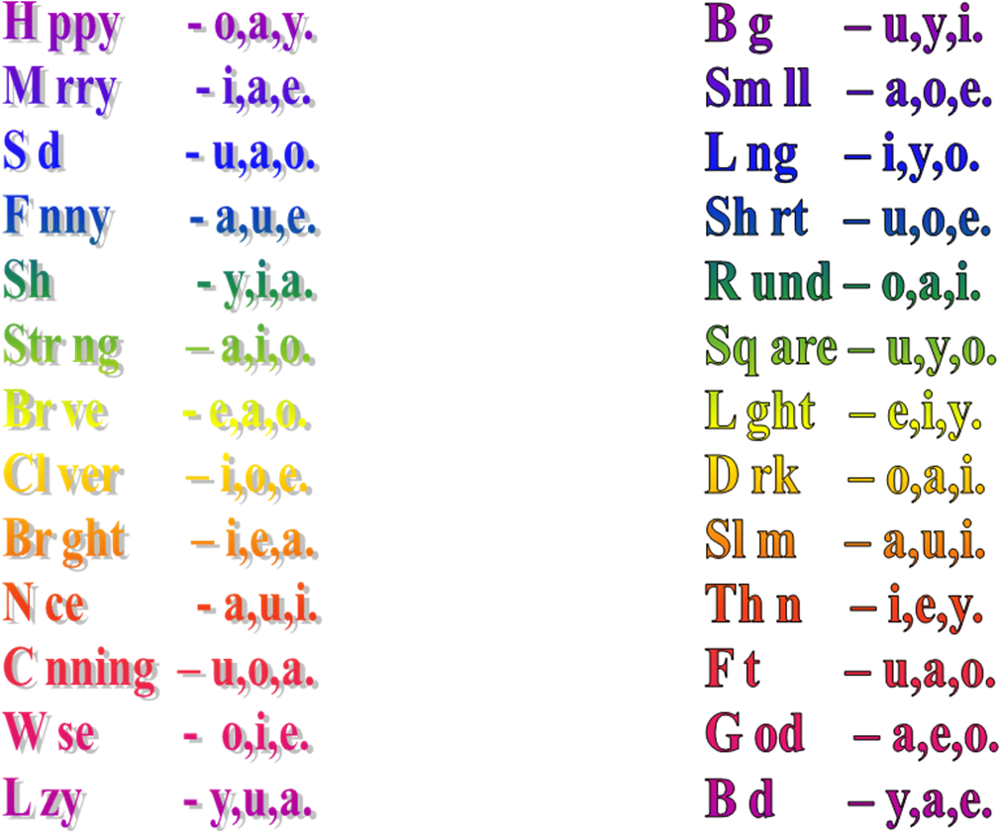 H ppy - o,a,y.
M rry - i,a,e.
S d - u,a,o.
F nny - a,u,e.
Sh - y,i,a.
Str ng – a,i,o.
Br ve - e,a,o.
Cl ver – i,o,e.
Br ght – i,e,a.
N ce - a,u,i.
C nning – u,o,a.
W se - o,i,e.
L zy - y,u,a.
B g – u,y,i.
Sm ll – a,o,e.
L ng – i,y,o.
Sh rt – u,o,e.
R und – o,a,i.
Sq are – u,y,o.
L ght – e,i,y.
D rk – o,a,i.
Sl m – a,u,i.
Th n – i,e,y.
F t – u,a,o.
G od – a,e,o.
B d – y,a,e.